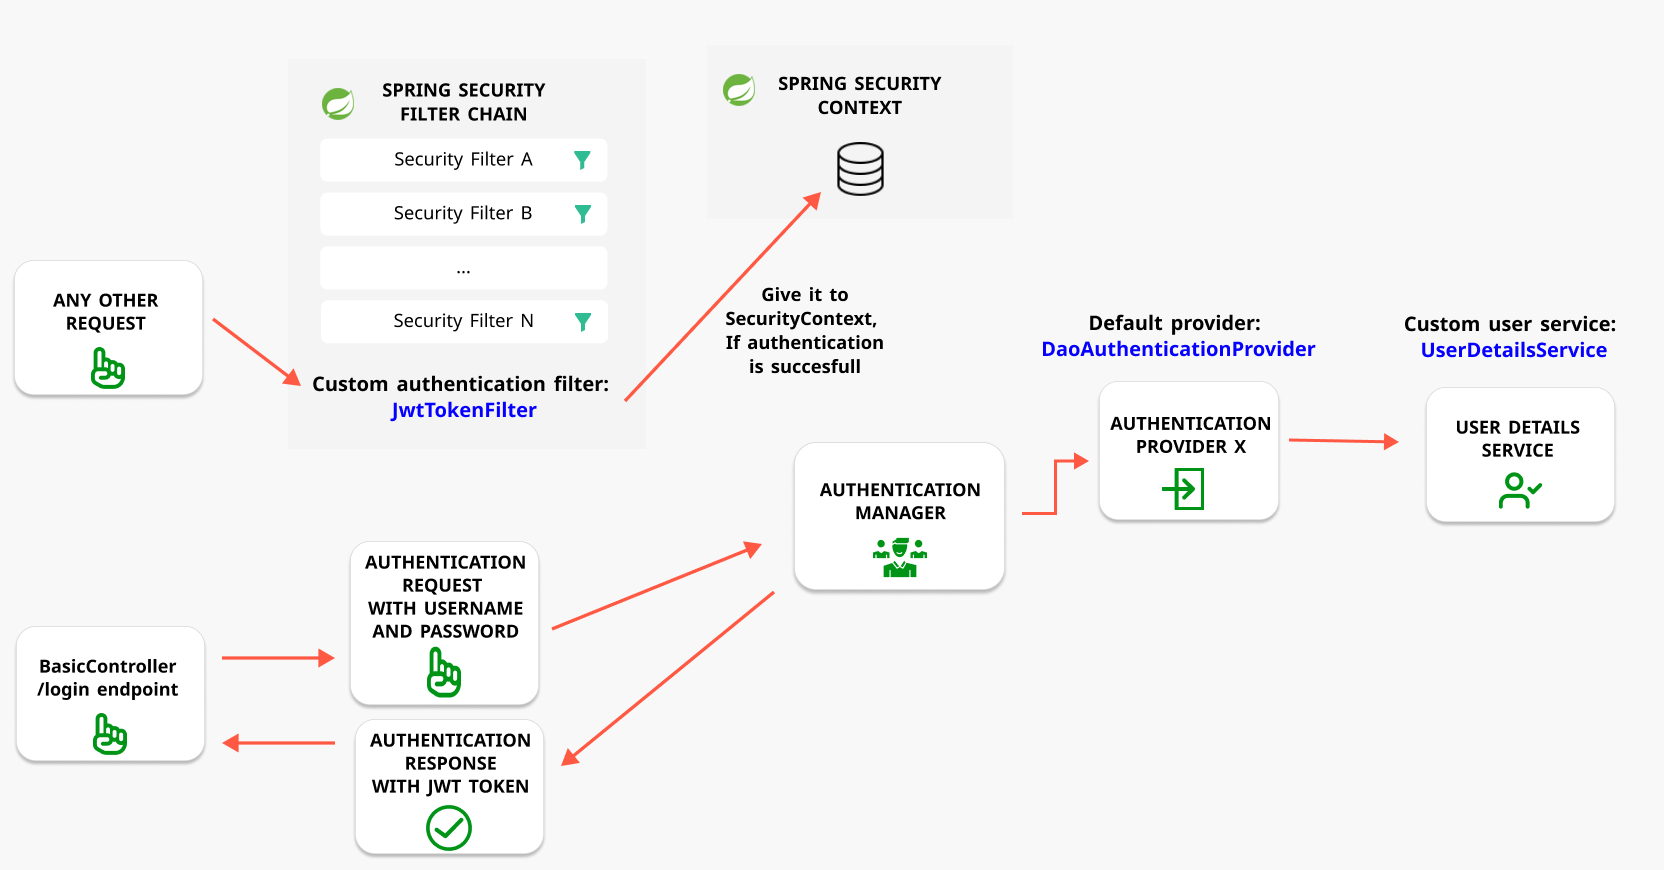 SPRING SECURITY
FILTER CHAIN
Security Filter A
Security Filter B
...
Security Filter N
Custom authentication filter:
JwtTokenFilter
SPRING SECURITY
CONTEXT
ANY OTHER
REQUEST
Give it to
SecurityContext,
If authentication
is succesfull
Default provider:
DaoAuthenticationProvider
Custom user service:
UserDetailsService
AUTHENTICATION
PROVIDER X
USER DETAILS
SERVICE
AUTHENTICATION
MANAGER
AUTHENTICATION
REQUEST
WITH USERNAME
AND PASSWORD
BasicController
/login endpoint
AUTHENTICATION
RESPONSE
WITH JWT TOKEN